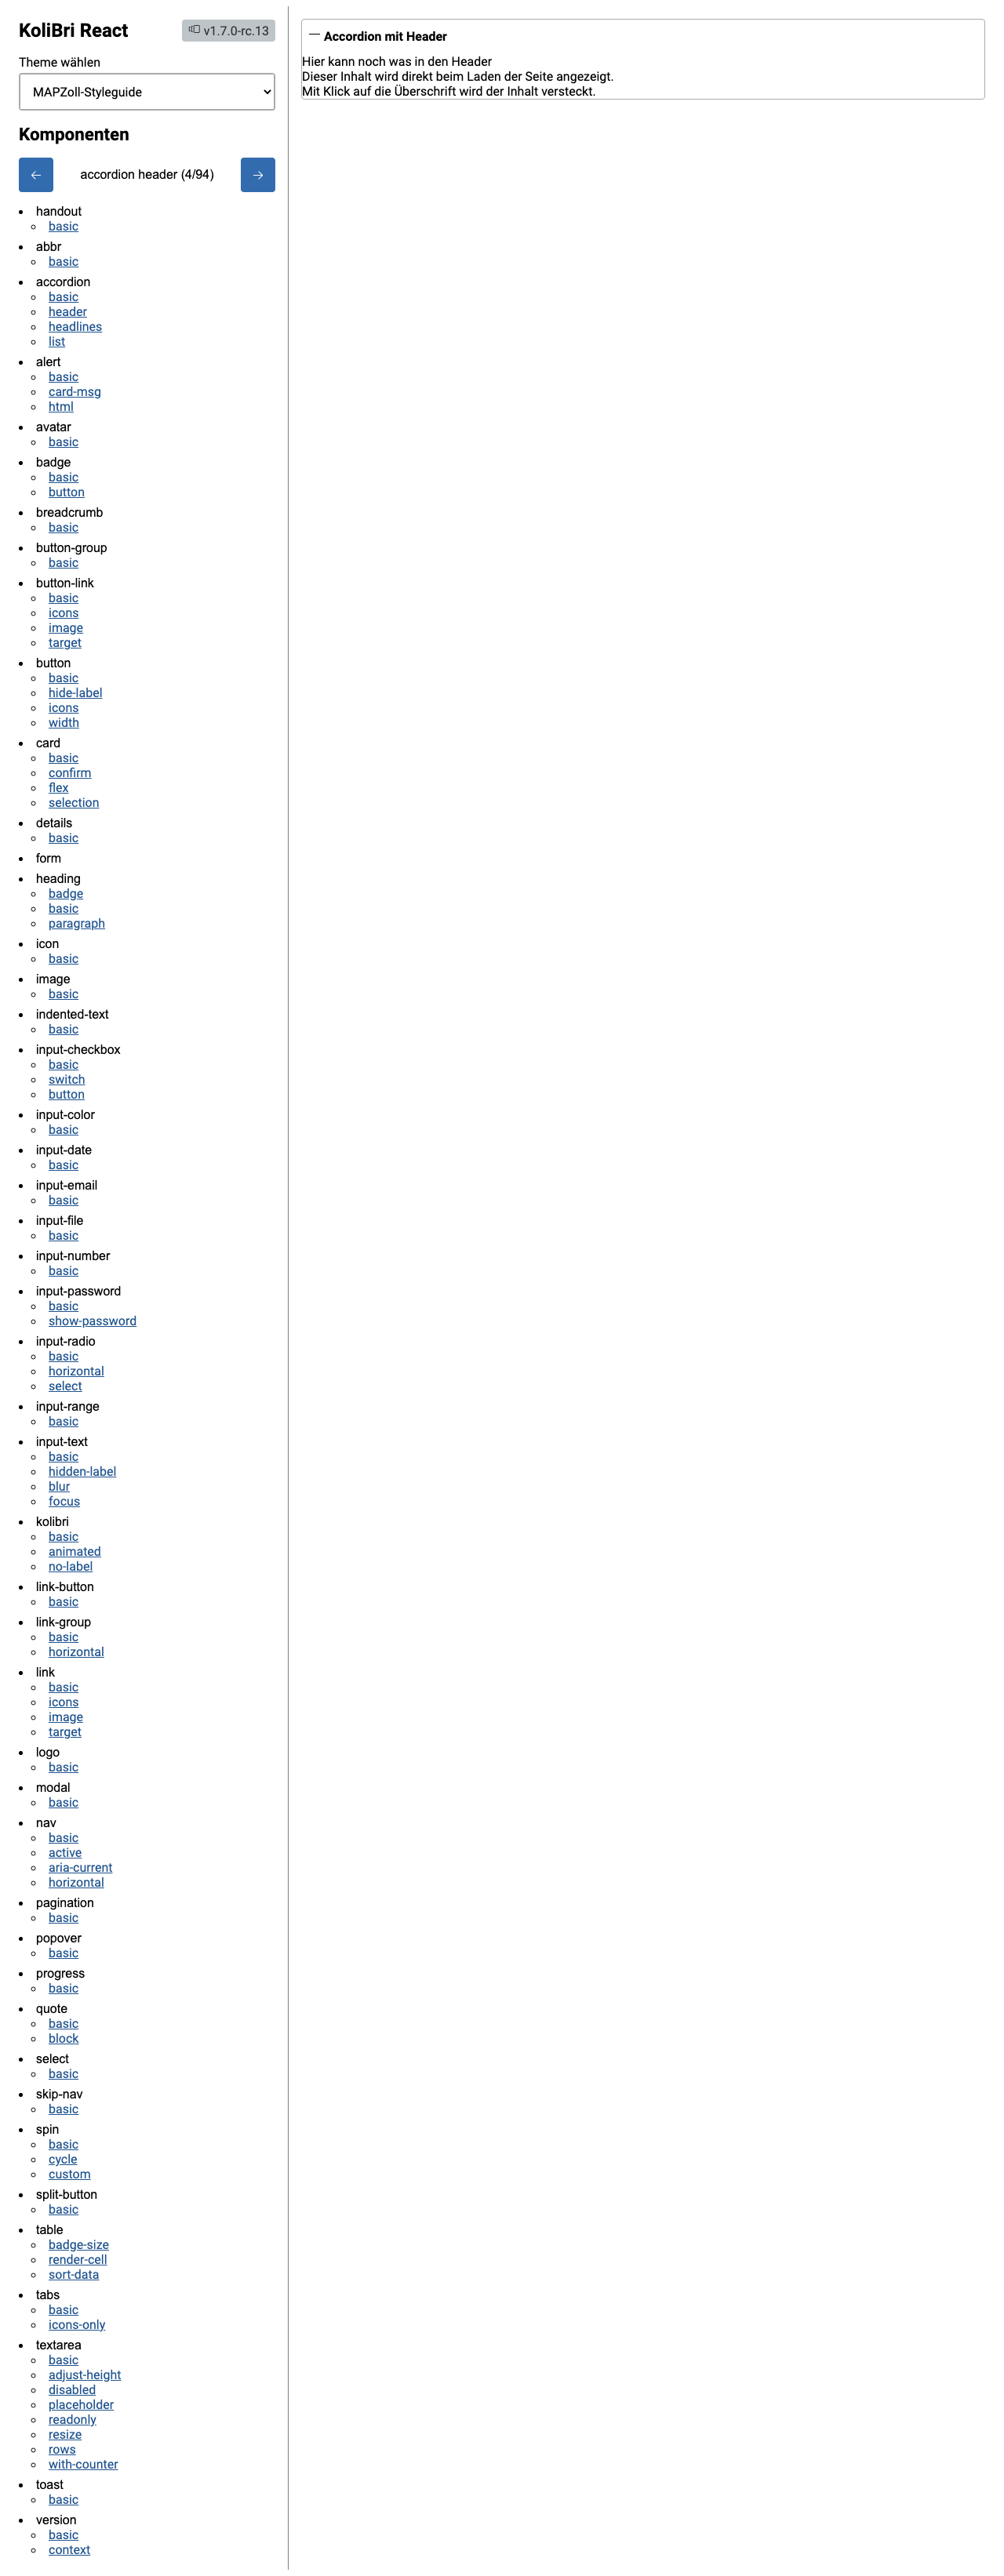 KoliBri React
v1.7.0-rc.13
Theme wählen
MAPZoll-Styleguide
Komponenten
accordion header (4/94)
handout
basic
abbr
basic
accordion
basic
header
headlines
list
alert
basic
card-msg
html
avatar
basic
badge
basic
button
breadcrumb
basic
button-group
basic
button-link
basic
icons
image
target
button
basic
hide-label
icons
width
card
basic
confirm
flex
selection
details
basic
form
heading
badge
basic
paragraph
icon
basic
image
basic
indented-text
basic
input-checkbox
basic
switch
button
input-color
basic
input-date
basic
input-email
basic
input-file
basic
input-number
basic
input-password
basic
show-password
input-radio
basic
horizontal
select
input-range
basic
input-text
basic
hidden-label
blur
focus
kolibri
basic
animated
no-label
link-button
basic
link-group
basic
horizontal
link
basic
icons
image
target
logo
basic
modal
basic
nav
basic
active
aria-current
horizontal
pagination
basic
popover
basic
progress
basic
quote
basic
block
select
basic
skip-nav
basic
spin
basic
cycle
custom
split-button
basic
table
badge-size
render-cell
sort-data
tabs
basic
icons-only
textarea
basic
adjust-height
disabled
placeholder
readonly
resize
rows
with-counter
toast
basic
version
basic
context
Accordion mit Header
Hier kann noch was in den Header
Dieser Inhalt wird direkt beim Laden der Seite angezeigt.
Mit Klick auf die Überschrift wird der Inhalt versteckt.